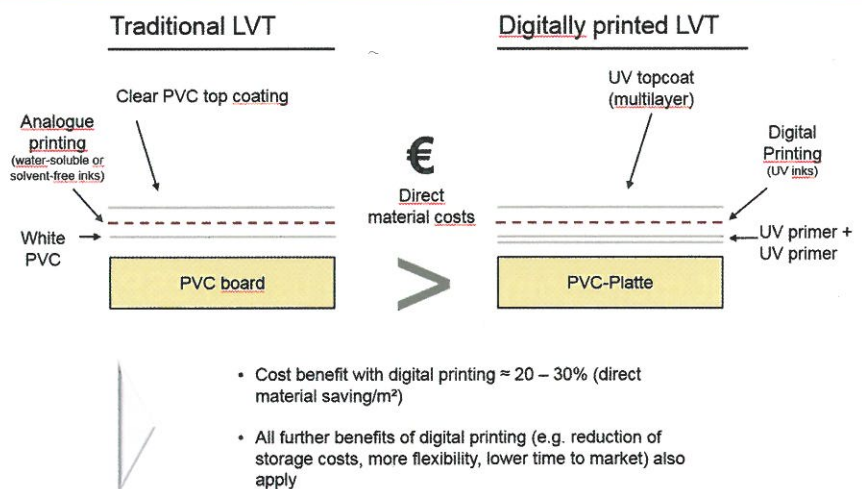 Traditional LVT
Digitally printed LVT
Clear PVC top coating
Analogue
printing
(water-soluble or
solvent-free inks)
White
PVC
PVC board
€
Direct
material costs
>
UV topcoat
(multilayer)
Digital
Printing
(UV inks)
UV primer +
UV primer
PVC-Platte
• Cost benefit with digital printing ≈ 20 – 30% (direct
material saving/m²)
• All further benefits of digital printing (e.g. reduction of
storage costs, more flexibility, lower time to market) also
apply